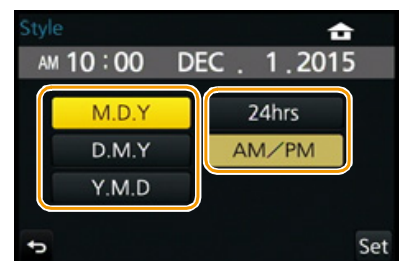 Style
AM 10:00 DEC . 1 . 2015
M.D.Y 24hrs
D.M.Y AM/PM
Y.M.D
Set